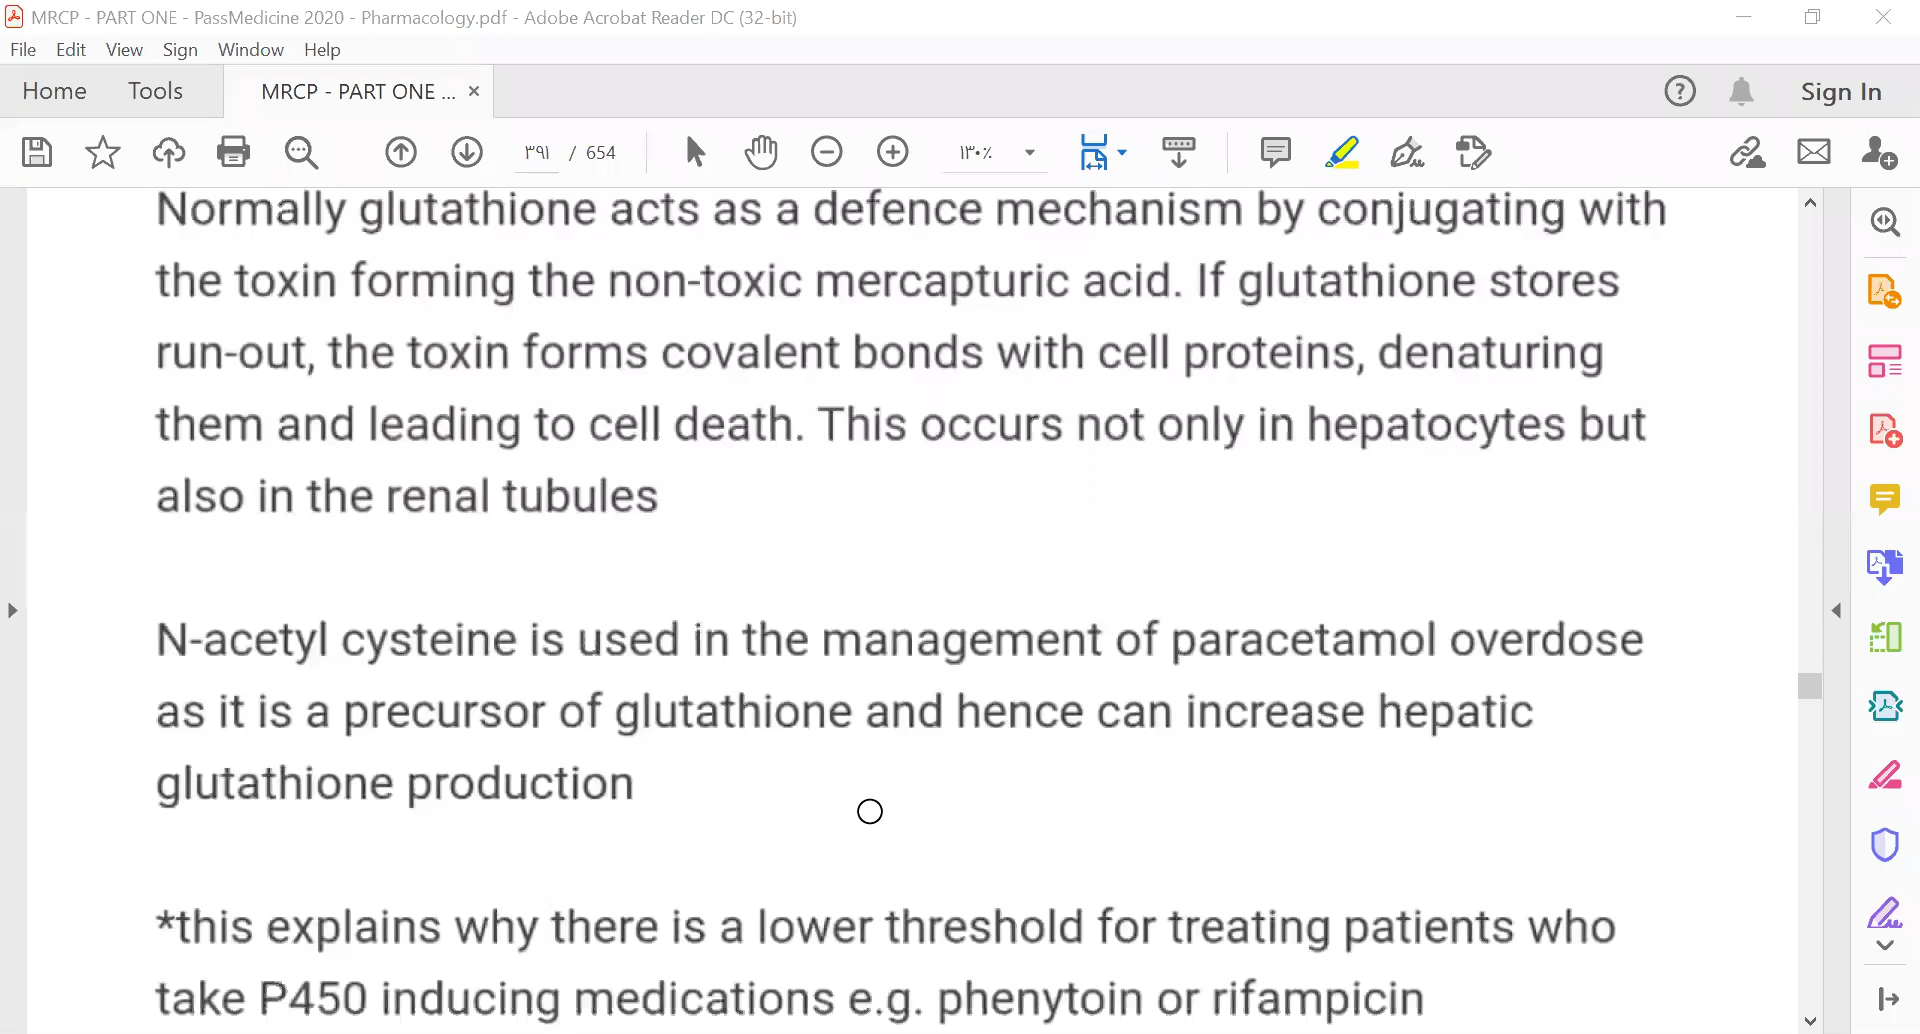 MRCP - PART ONE - PassMedicine 2020 - Pharmacology.pdf - Adobe Acrobat Reader DC (32-bit)
File Edit View Sign Window Help
Home Tools MRCP - PART ONE ... × Sign In
۳۹۱ / 654 ۱۳۰٪
Normally glutathione acts as a defence mechanism by conjugating with
the toxin forming the non-toxic mercapturic acid. If glutathione stores
run-out, the toxin forms covalent bonds with cell proteins, denaturing
them and leading to cell death. This occurs not only in hepatocytes but
also in the renal tubules
N-acetyl cysteine is used in the management of paracetamol overdose
as it is a precursor of glutathione and hence can increase hepatic
glutathione production
*this explains why there is a lower threshold for treating patients who
take P450 inducing medications e.g. phenytoin or rifampicin